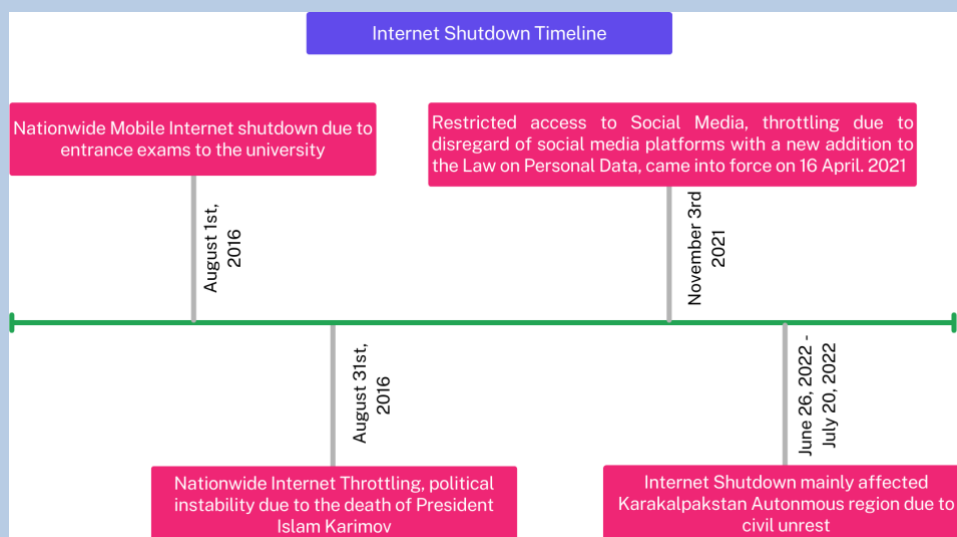 Internet Shutdown Timeline
Nationwide Mobile Internet shutdown due to
entrance exams to the university
Restricted access to Social Media, throttling due to
disregard of social media platforms with a new addition to
the Law on Personal Data, came into force on 16 April. 2021
August 1st,
2016
November 3rd
2021
August 31st,
2016
June 26, 2022 -
July 20, 2022
Nationwide Internet Throttling, political
instability due to the death of President
Islam Karimov
Internet Shutdown mainly affected
Karakalpakstan Autonmous region due to
civil unrest